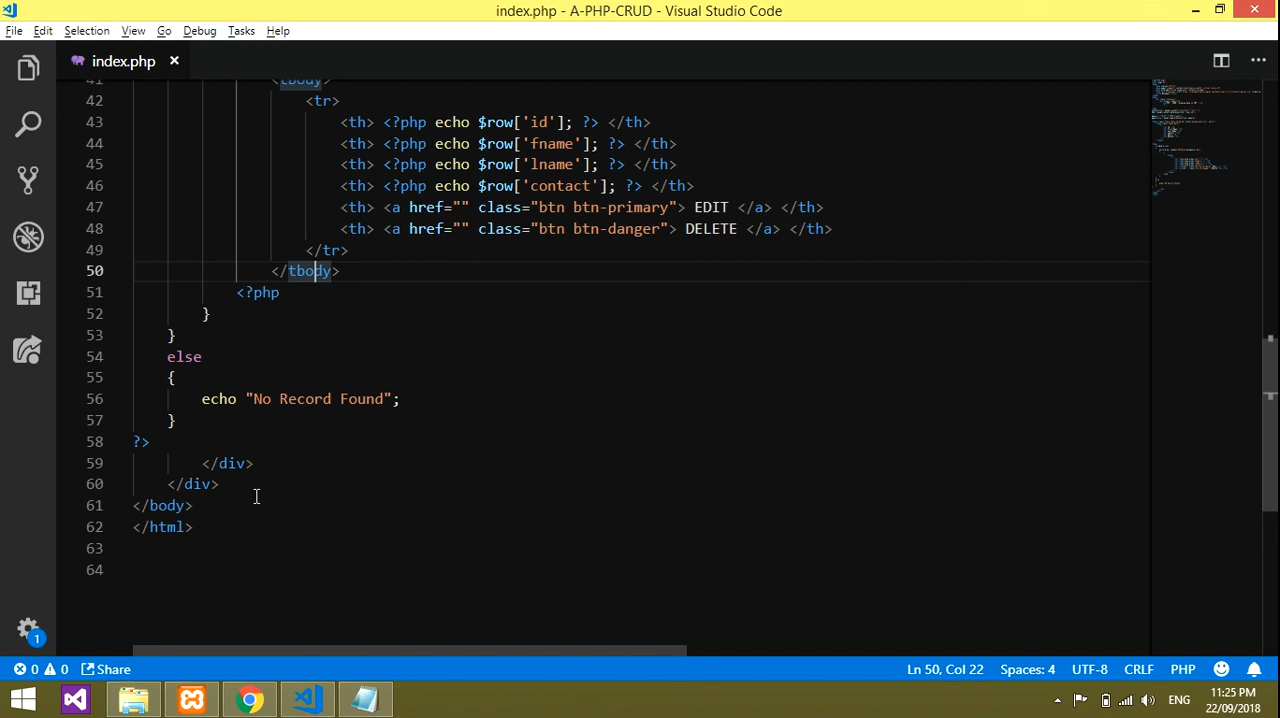 index.php - A-PHP-CRUD - Visual Studio Code
File Edit Selection View Go Debug Tasks Help
index.php
41 <tbody>
42 <tr>
43 <th> <?php echo $row['id']; ?> </th>
44 <th> <?php echo $row['fname']; ?> </th>
45 <th> <?php echo $row['lname']; ?> </th>
46 <th> <?php echo $row['contact']; ?> </th>
47 <th> <a href="" class="btn btn-primary"> EDIT </a> </th>
48 <th> <a href="" class="btn btn-danger"> DELETE </a> </th>
49 </tr>
50 </tbody>
51 <?php
52 }
53 }
54 else
55 {
56 echo "No Record Found";
57 }
58 ?>
59 </div>
60 </div>
61 </body>
62 </html>
63
64
1
0 0 Share Ln 50, Col 22 Spaces: 4 UTF-8 CRLF PHP
ENG
11:25 PM
22/09/2018